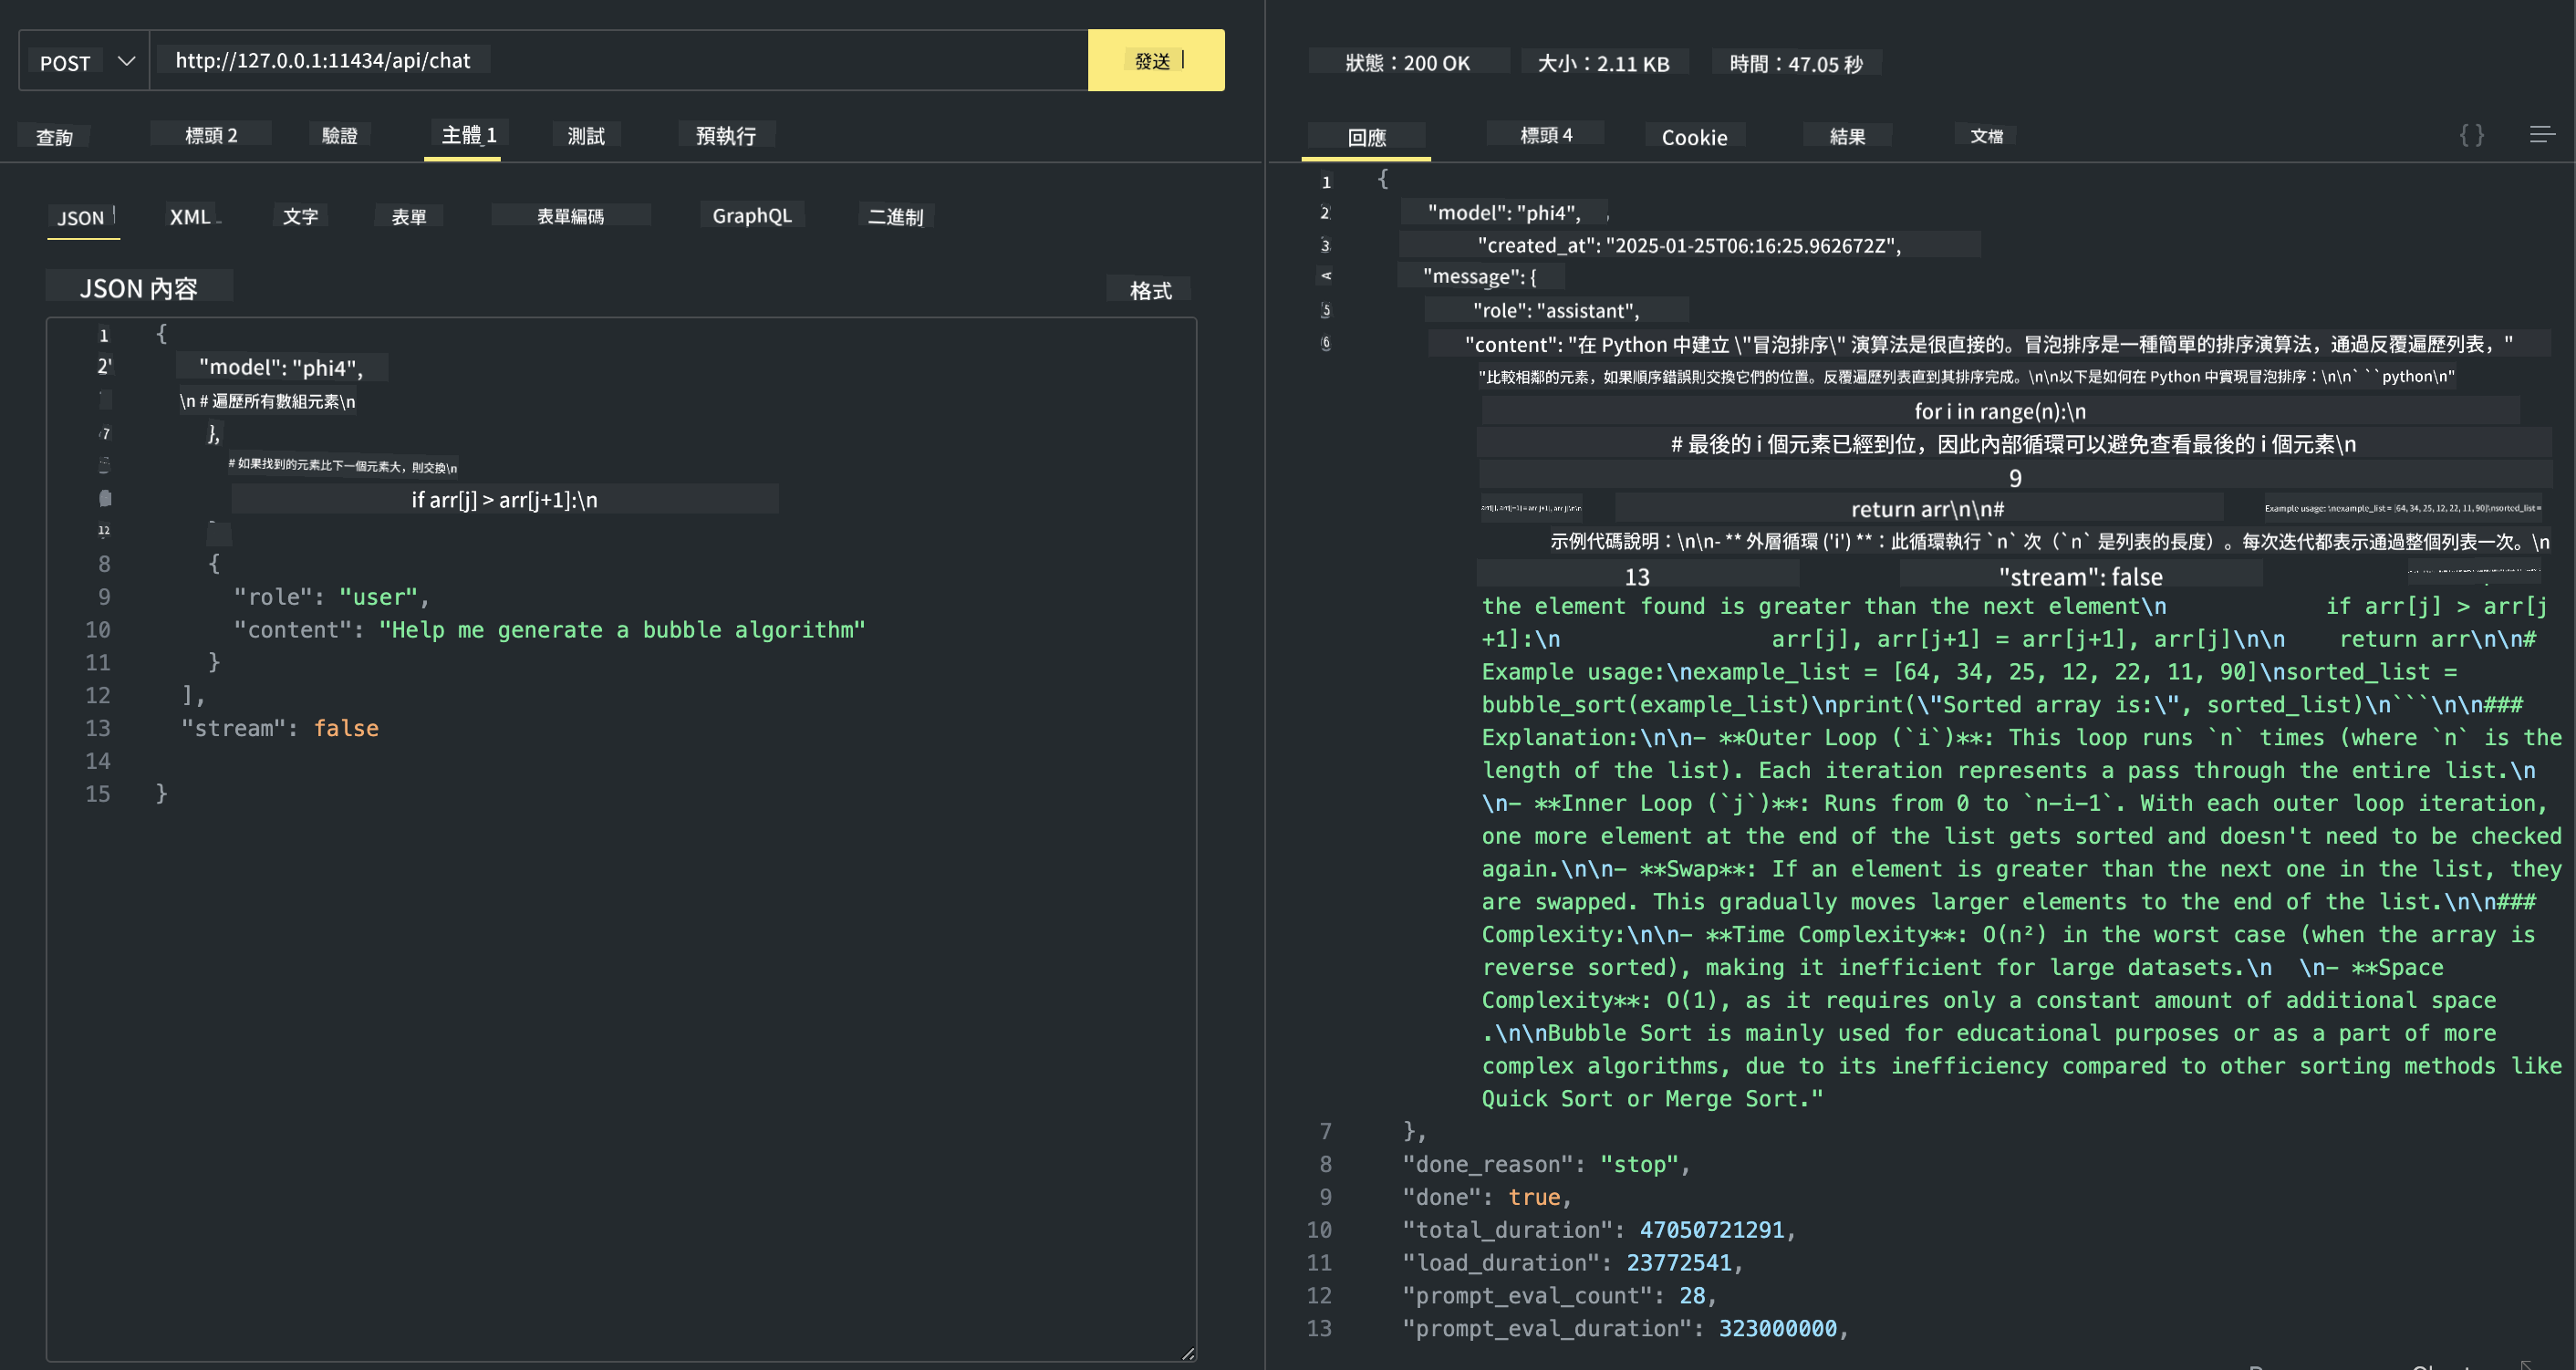 POST http://127.0.0.1:11434/api/chat 發送
查詢 標頭 2 驗證 主體 1 測試 預執行
JSON XML 文字 表單 表單編碼 GraphQL 二進制
JSON 內容 格式
1 {
2 "model": "phi4",
\n # 遍歷所有數組元素\n
7 },
# 如果找到的元素比下一個元素大，則交換\n
if arr[j] > arr[j+1]:\n
12
8 {
9 "role": "user",
10 "content": "Help me generate a bubble algorithm"
11 }
12 ],
13 "stream": false
14
15 }
狀態：200 OK 大小：2.11 KB 時間：47.05 秒
回應 標頭 4 Cookie 結果 文檔 {}
1 {
2 "model": "phi4",
3 "created_at": "2025-01-25T06:16:25.962672Z",
"message": {
5 "role": "assistant",
6 "content": "在 Python 中建立 \"冒泡排序\" 演算法是很直接的。冒泡排序是一種簡單的排序演算法，通過反覆遍歷列表，"
"比較相鄰的元素，如果順序錯誤則交換它們的位置。反覆遍歷列表直到其排序完成。\n\n以下是如何在 Python 中實現冒泡排序：\n\n```python\n"
for i in range(n):\n
# 最後的 i 個元素已經到位，因此內部循環可以避免查看最後的 i 個元素\n
9
return arr\n\n# Example usage: \nexample_list = [64, 34, 25, 12, 22, 11, 90]\nsorted_list =
示例代碼說明：\n\n- ** 外層循環 ('i') **：此循環執行 `n` 次（`n` 是列表的長度）。每次迭代都表示通過整個列表一次。\n
13 "stream": false
the element found is greater than the next element\n if arr[j] > arr[j
+1]:\n arr[j], arr[j+1] = arr[j+1], arr[j]\n\n return arr\n\n#
Example usage:\nexample_list = [64, 34, 25, 12, 22, 11, 90]\nsorted_list =
bubble_sort(example_list)\nprint(\"Sorted array is:\", sorted_list)\n```\n\n###
Explanation:\n\n- **Outer Loop (`i`)**: This loop runs `n` times (where `n` is the
length of the list). Each iteration represents a pass through the entire list.\n
\n- **Inner Loop (`j`)**: Runs from 0 to `n-i-1`. With each outer loop iteration,
one more element at the end of the list gets sorted and doesn't need to be checked
again.\n\n- **Swap**: If an element is greater than the next one in the list, they
are swapped. This gradually moves larger elements to the end of the list.\n\n###
Complexity:\n\n- **Time Complexity**: O(n²) in the worst case (when the array is
reverse sorted), making it inefficient for large datasets.\n \n- **Space
Complexity**: O(1), as it requires only a constant amount of additional space
.\n\nBubble Sort is mainly used for educational purposes or as a part of more
complex algorithms, due to its inefficiency compared to other sorting methods like
Quick Sort or Merge Sort."
7 },
8 "done_reason": "stop",
9 "done": true,
10 "total_duration": 47050721291,
11 "load_duration": 23772541,
12 "prompt_eval_count": 28,
13 "prompt_eval_duration": 323000000,